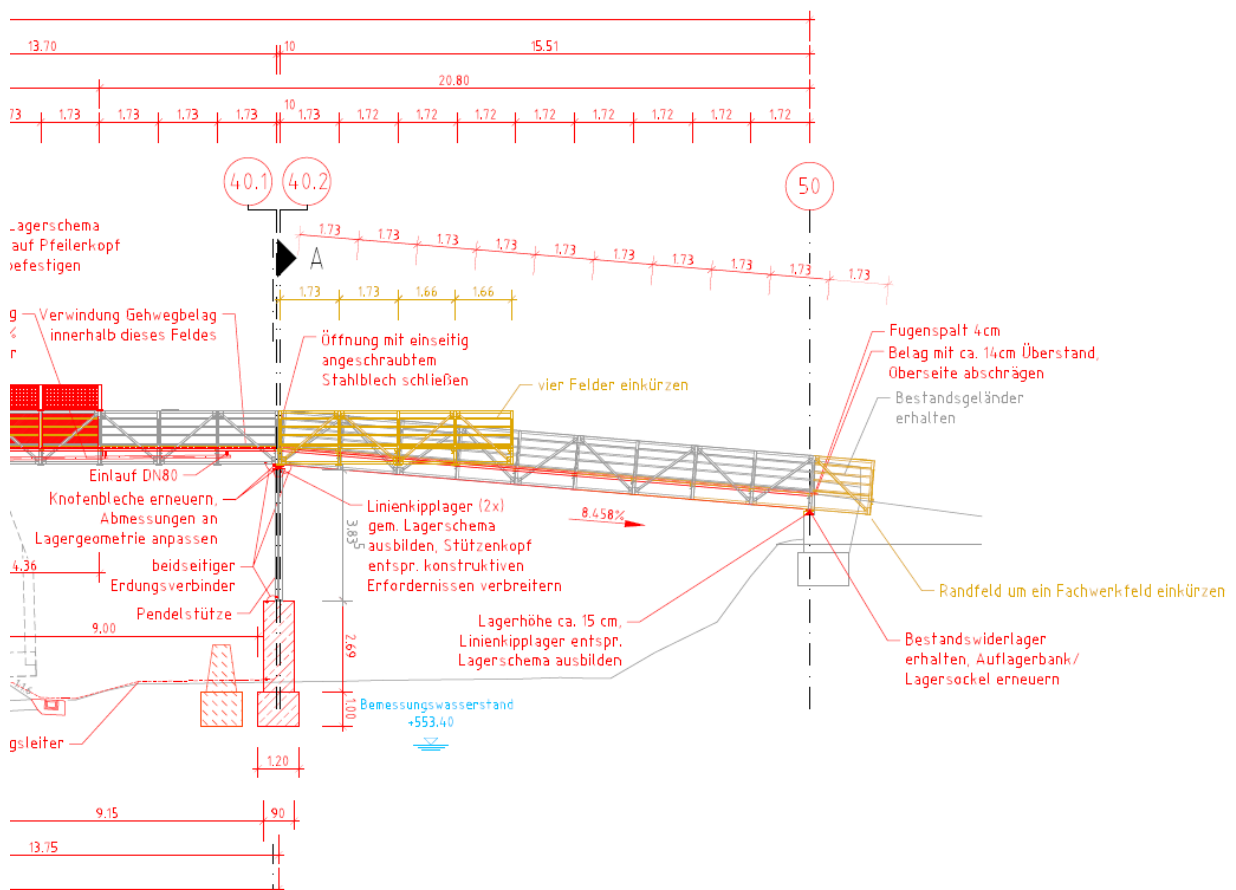 13.70
10
15.51
20.80
73
1.73
1.73
1.73
1.73
10
1.73
1.72
1.72
1.72
1.72
1.72
1.72
1.72
1.72
40.1
40.2
50
Lagerschema
auf Pfeilerkopf
befestigen
1.73
1.73
1.73
1.73
1.73
1.73
1.73
1.73
1.73
1.73
A
1.73
1.73
1.66
1.66
g
%
r
Verwindung Gehwegbelag
innerhalb dieses Feldes
Öffnung mit einseitig
angeschraubtem
Stahlblech schließen
vier Felder einkürzen
Fugenspalt 4cm
Belag mit ca. 14cm Überstand,
Oberseite abschrägen
Bestandsgeländer
erhalten
Einlauf DN80
Knotenbleche erneuern,
Abmessungen an
Lagergeometrie anpassen
beidseitiger
Erdungsverbinder
Pendelstütze
3.83⁵
Linienkipplager (2x)
gem. Lagerschema
ausbilden, Stützenkopf
entspr. konstruktiven
Erfordernissen verbreitern
8.458%
4.36
9.00
2.69
1.00
Lagerhöhe ca. 15 cm,
Linienkipplager entspr.
Lagerschema ausbilden
Randfeld um ein Fachwerkfeld einkürzen
Bestandswiderlager
erhalten, Auflagerbank/
Lagersockel erneuern
1.16
Bemessungswasserstand
+553.40
gsleiter
1.20
9.15
90
13.75